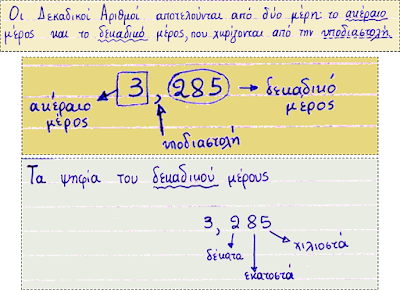 Οι Δεκαδικοί Αριθμοί αποτελούνται από δύο μέρη: το ακέραιο
μέρος και το δεκαδικό μέρος, που χωρίζονται από την υποδιαστολή.
3,285
ακέραιο
μέρος
δεκαδικό
μέρος
υποδιαστολή
Τα ψηφία του δεκαδικού μέρους
3,285
δέκατα
εκατοστά
χιλιοστά